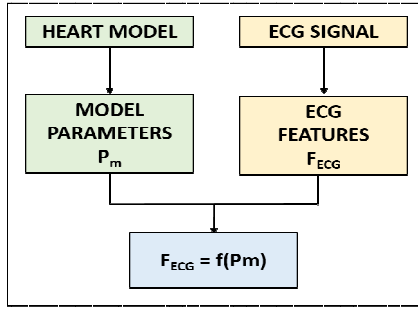 HEART MODEL
ECG SIGNAL
MODEL
PARAMETERS
Pm
ECG
FEATURES
FECG
FECG = f(Pm)